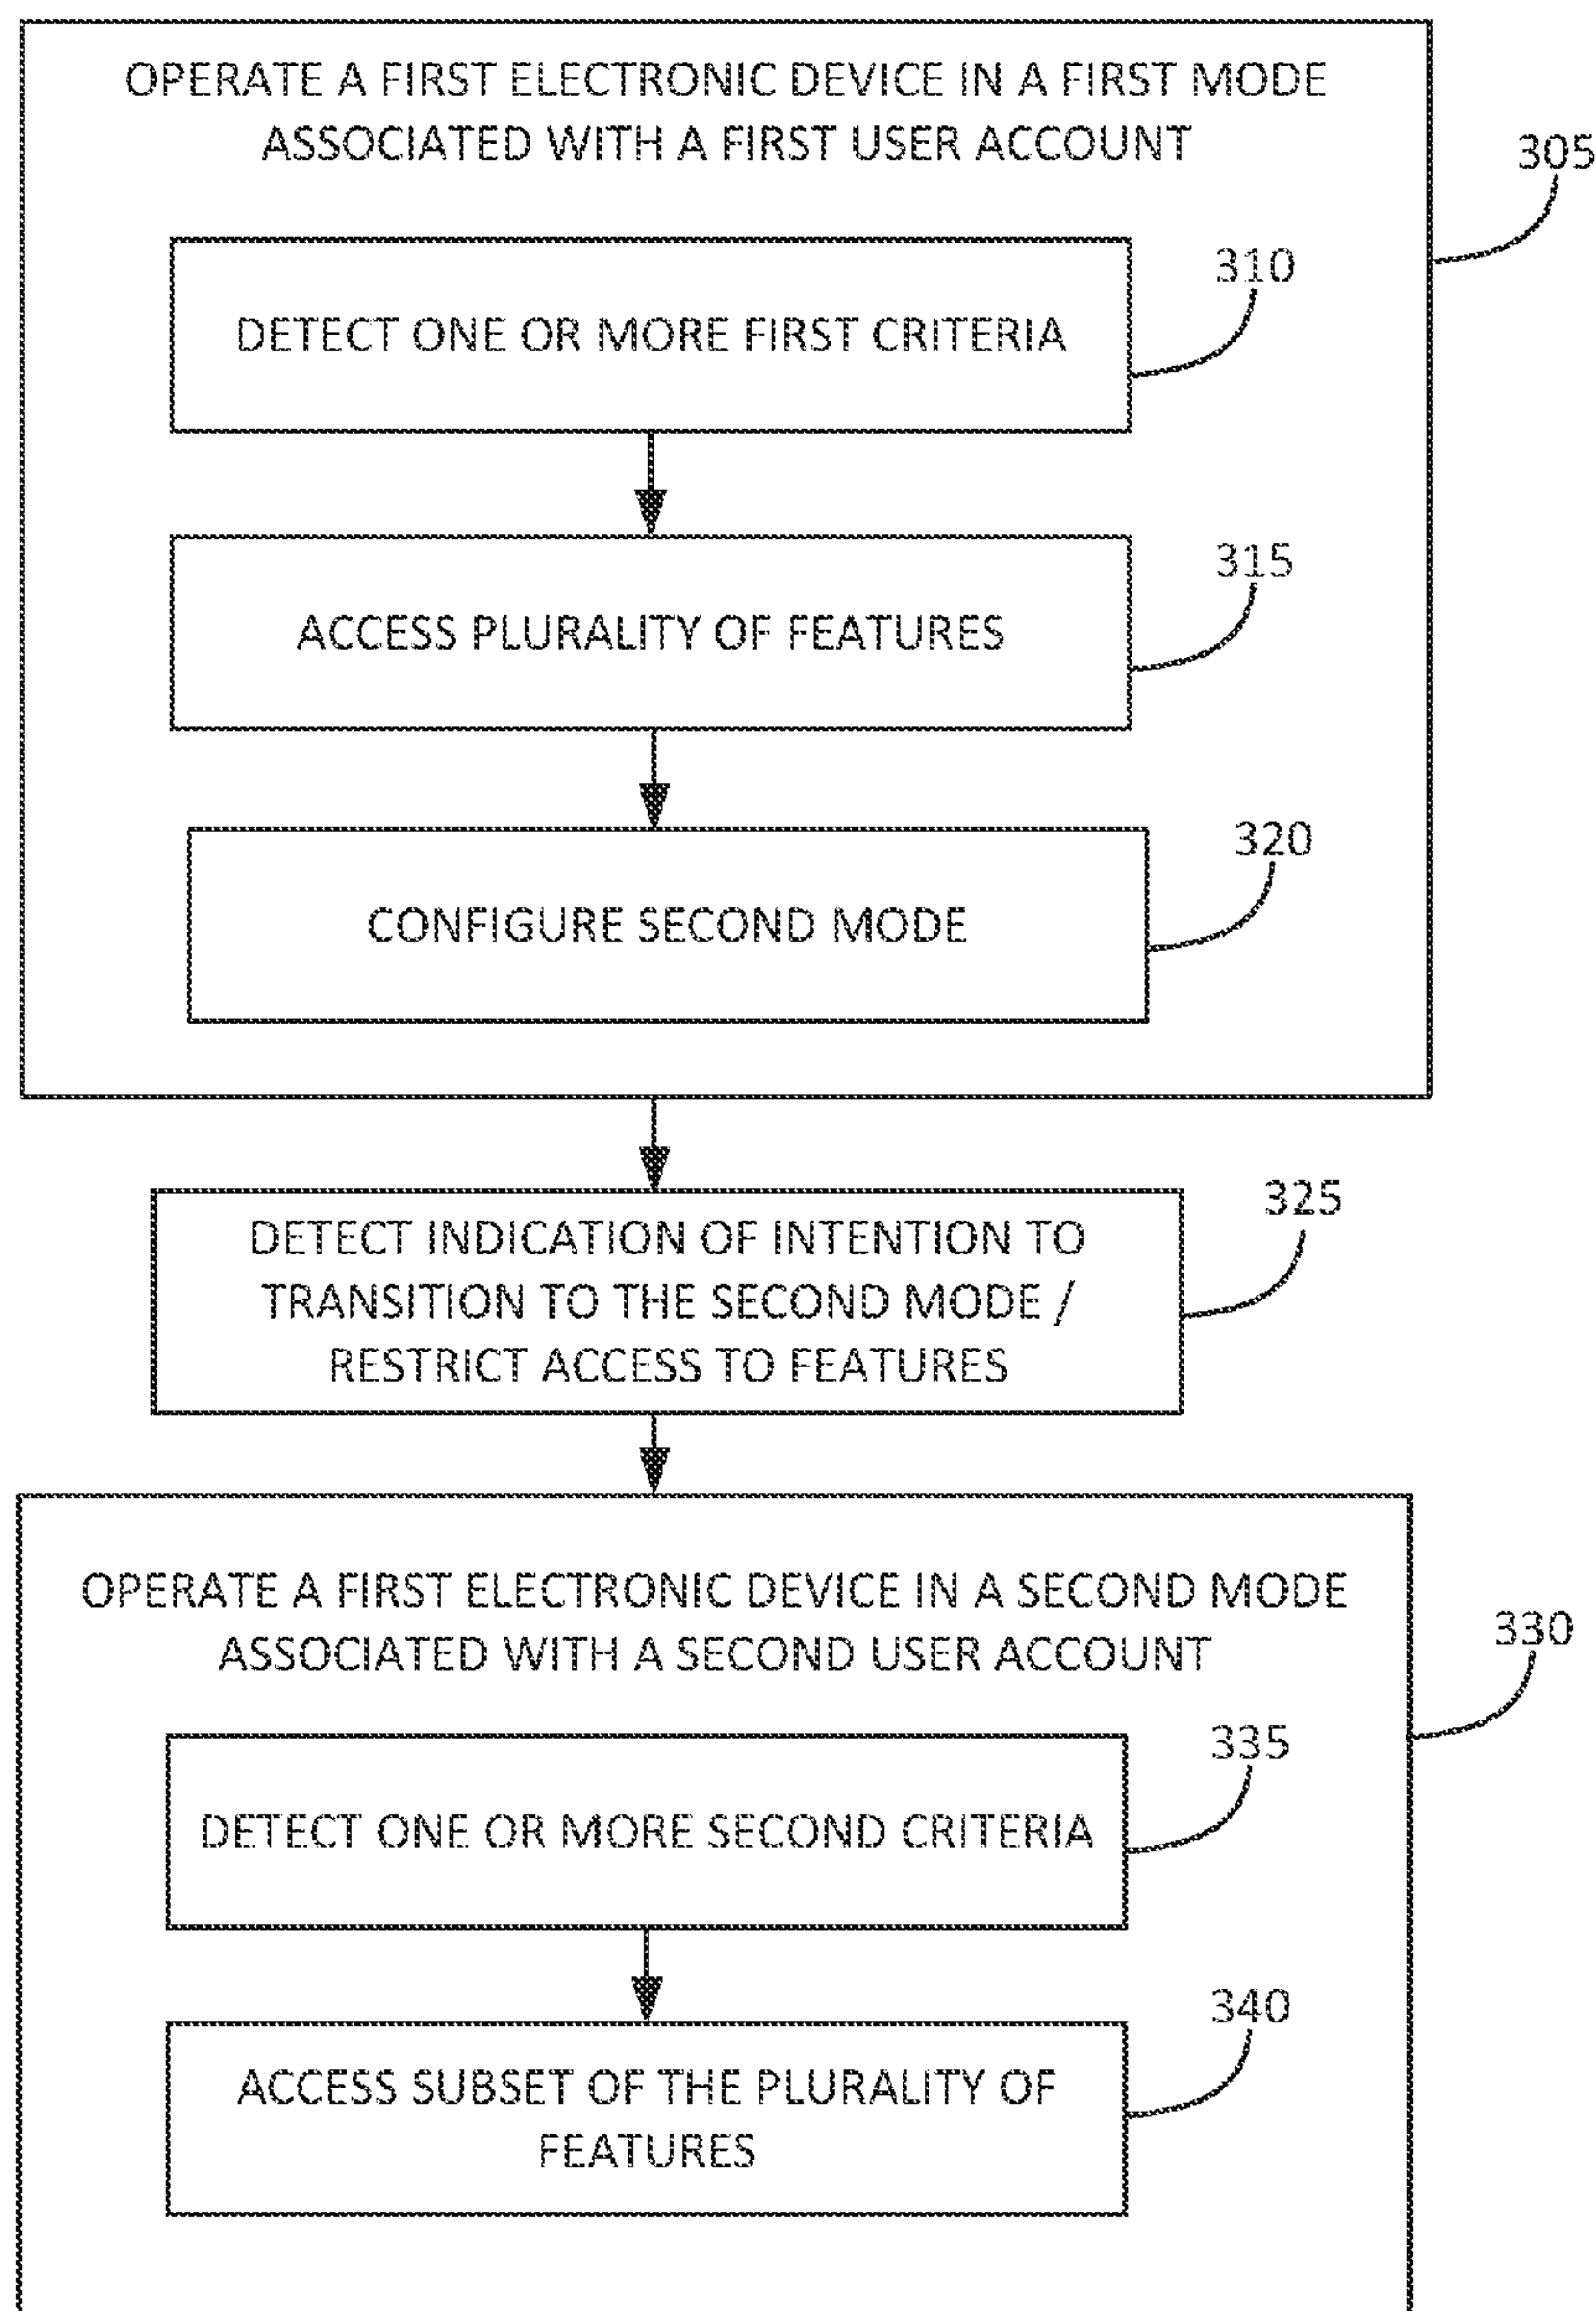 OPERATE A FIRST ELECTRONIC DEVICE IN A FIRST MODE
ASSOCIATED WITH A FIRST USER ACCOUNT
305
310
DETECT ONE OR MORE FIRST CRITERIA
315
ACCESS PLURALITY OF FEATURES
320
CONFIGURE SECOND MODE
325
DETECT INDICATION OF INTENTION TO
TRANSITION TO THE SECOND MODE /
RESTRICT ACCESS TO FEATURES
OPERATE A FIRST ELECTRONIC DEVICE IN A SECOND MODE
ASSOCIATED WITH A SECOND USER ACCOUNT
330
335
DETECT ONE OR MORE SECOND CRITERIA
340
ACCESS SUBSET OF THE PLURALITY OF
FEATURES